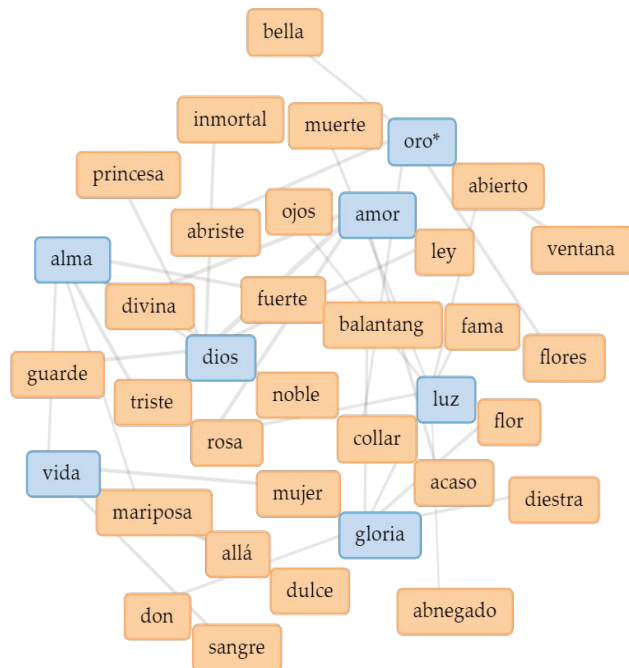 bella
inmortal
muerte
oro*
princesa
abierto
ojos
amor
abriste
ley
ventana
alma
divina
fuerte
balantang
fama
flores
dios
guarde
triste
noble
luz
rosa
collar
flor
vida
mujer
acaso
diestra
mariposa
gloria
allá
dulce
don
abnegado
sangre